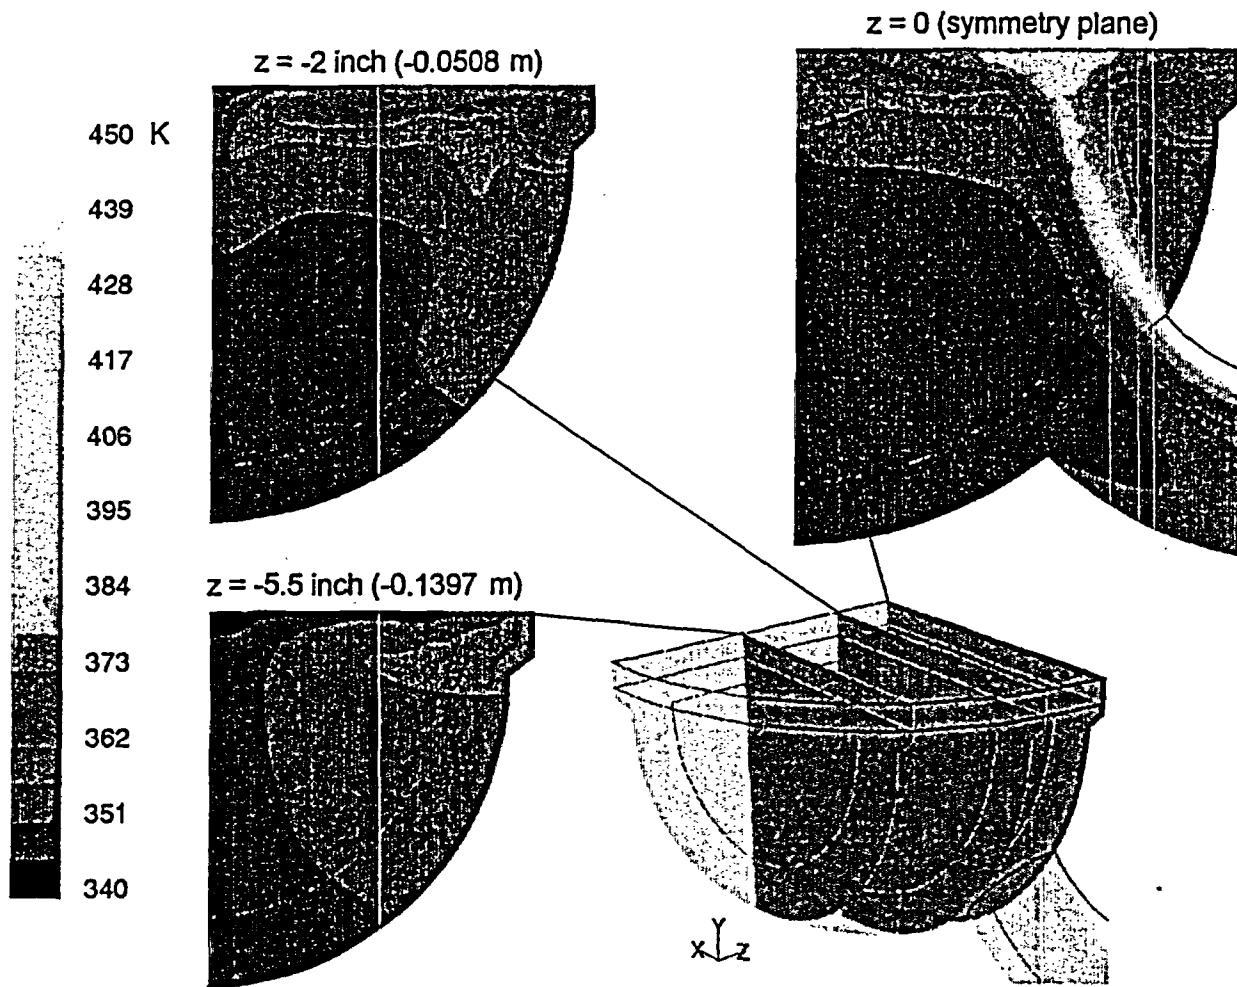 z = 0 (symmetry plane)
z = -2 inch (-0.0508 m)
450 K
439
428
417
406
395
384
373
362
351
340
z = -5.5 inch (-0.1397 m)
Y
X Z